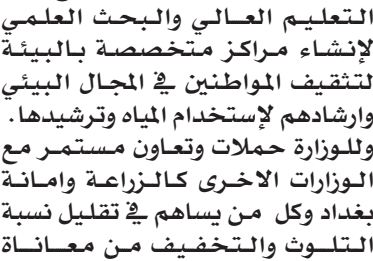 التعليم العالي والبحث العلمي
لإنشاء مراكز متخصصة بالبيئة
لتثقيف المواطنين في المجال البيئي
وارشادهم لإستخدام المياه وترشيدها.
وللوزارة حملات وتعاون مستمر مع
الوزارات الاخرى كالزراعة وامانة
بغداد وكل من يساهم في تقليل نسبة
التلوث والتخفيف من معاناة